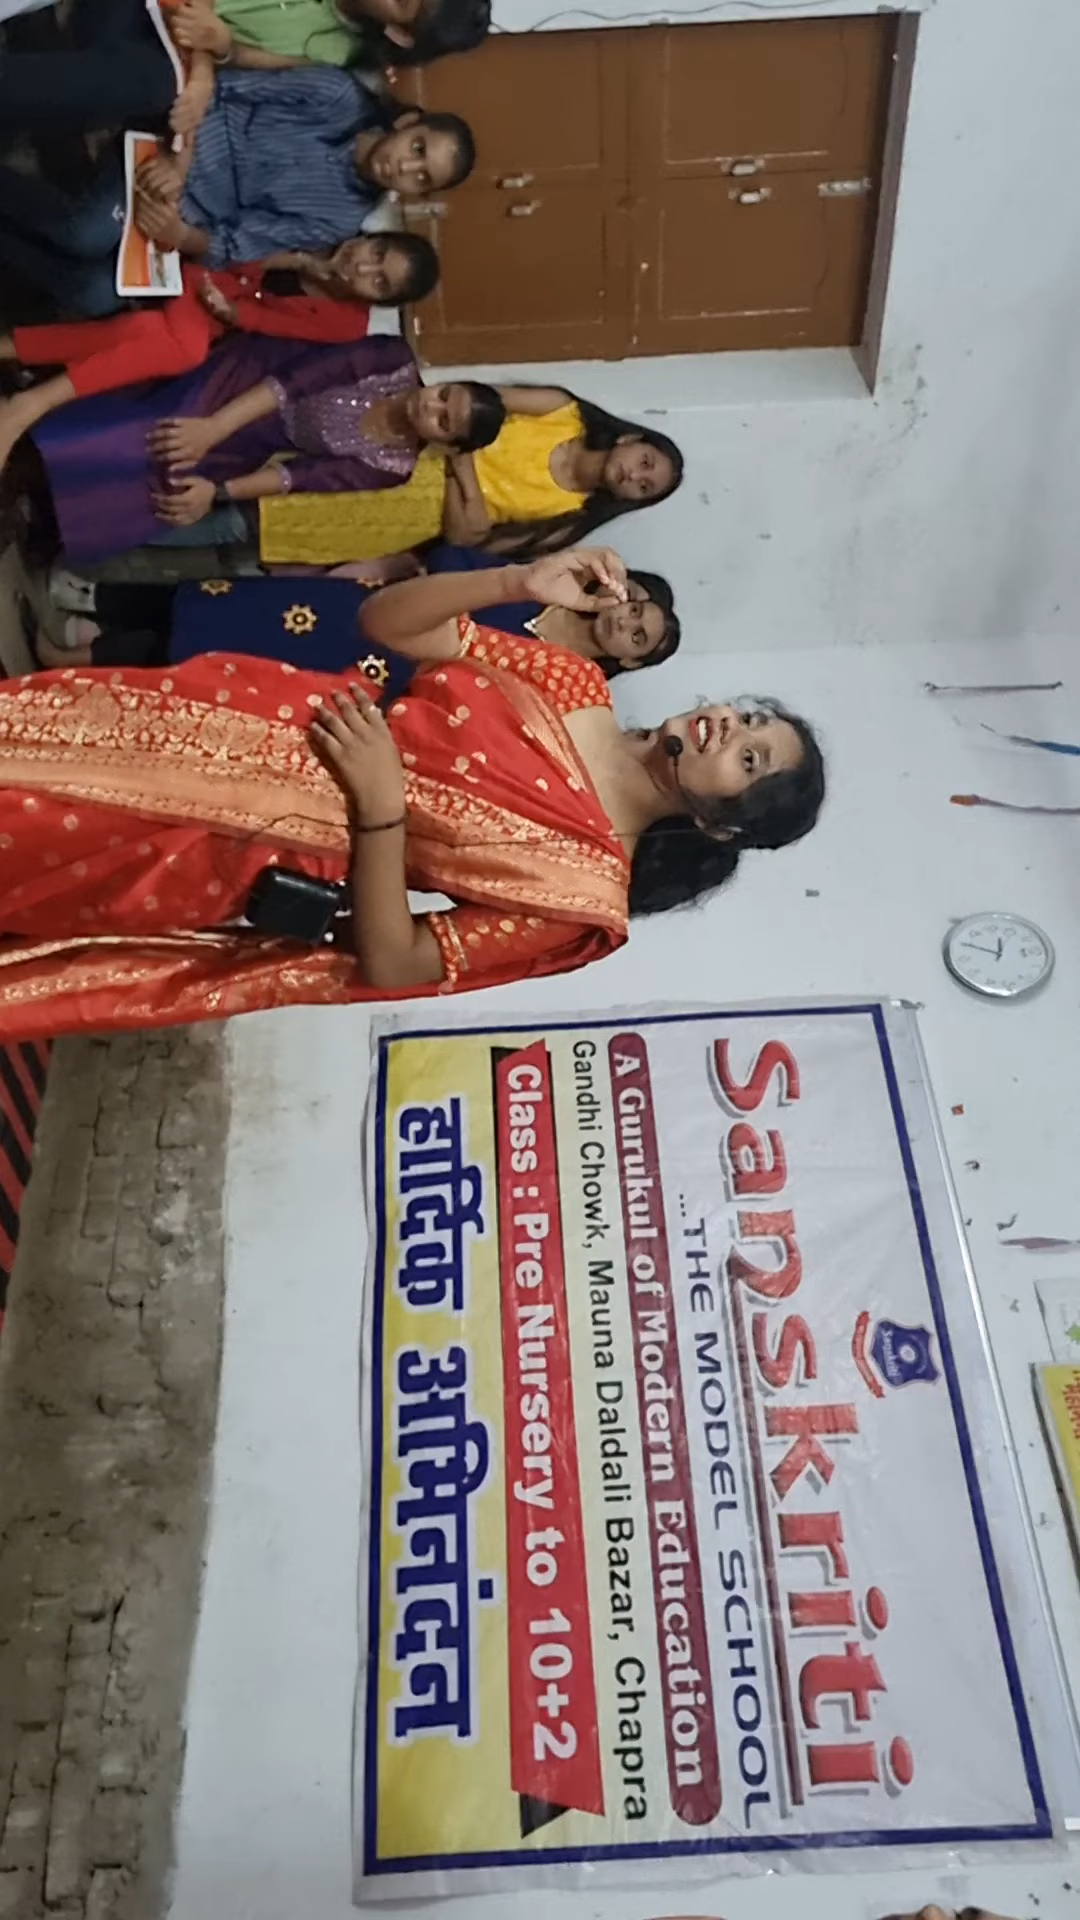 Sanskriti
Sanskriti
...THE MODEL SCHOOL
A Gurukul of Modern Education
Gandhi Chowk, Mauna Daldali Bazar, Chapra
Class : Pre Nursery to 10+2
हार्दिक अभिनंदन